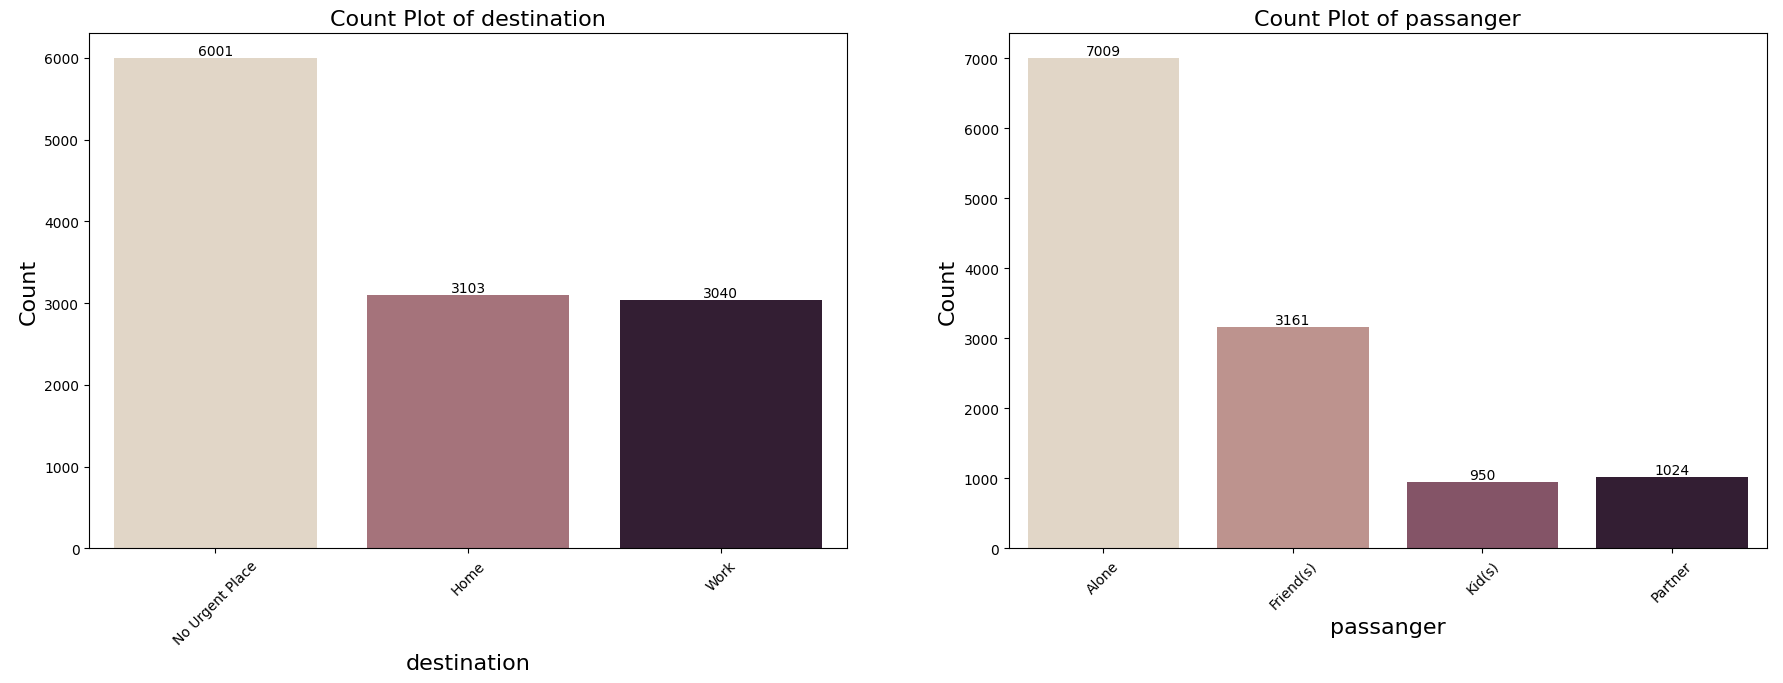 Count Plot of destination
6001
6000
5000
4000
3000
2000
1000
0
3103
3040
Count
No Urgent Place
Home
Work
destination
Count Plot of passanger
7009
7000
6000
5000
4000
3000
2000
1000
0
3161
950
1024
Count
Alone
Friend(s)
Kid(s)
Partner
passanger